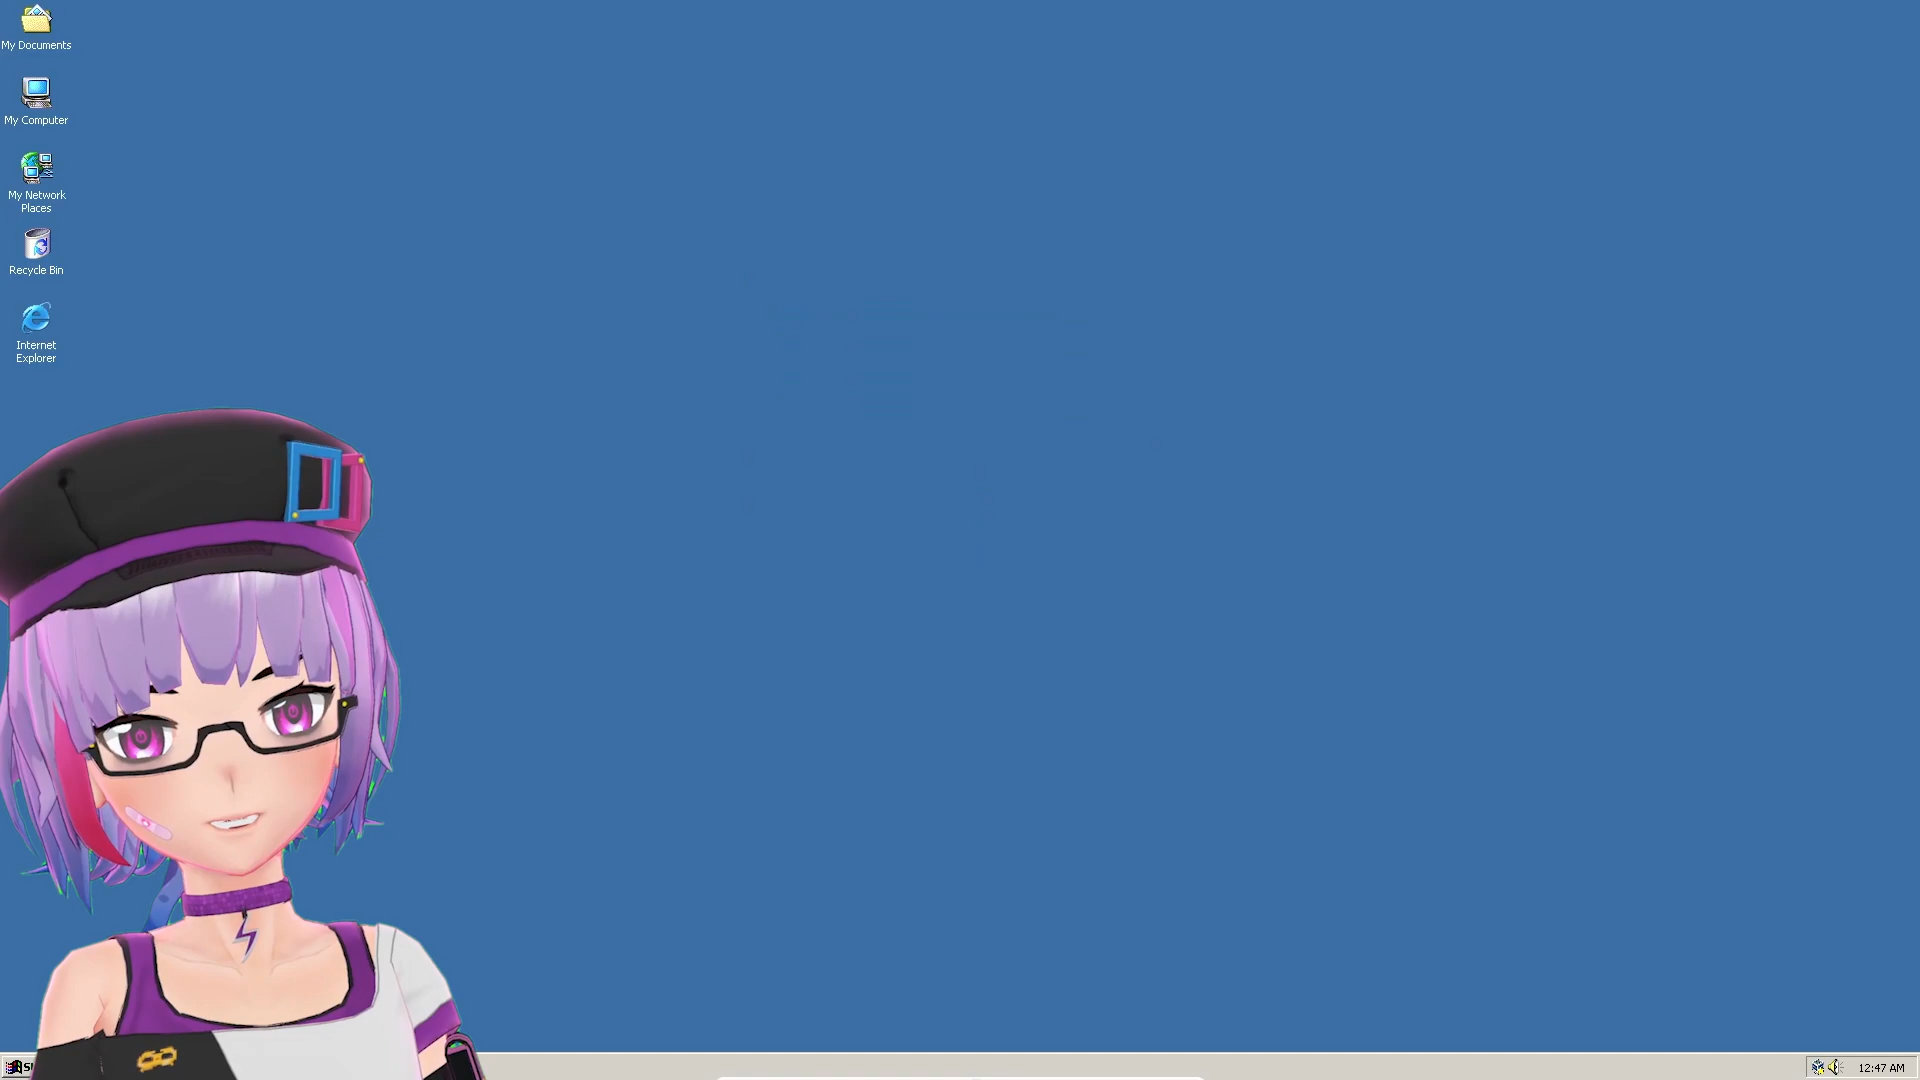 My Documents
My Computer
My Network
Places
Recycle Bin
Internet
Explorer
12:47 AM